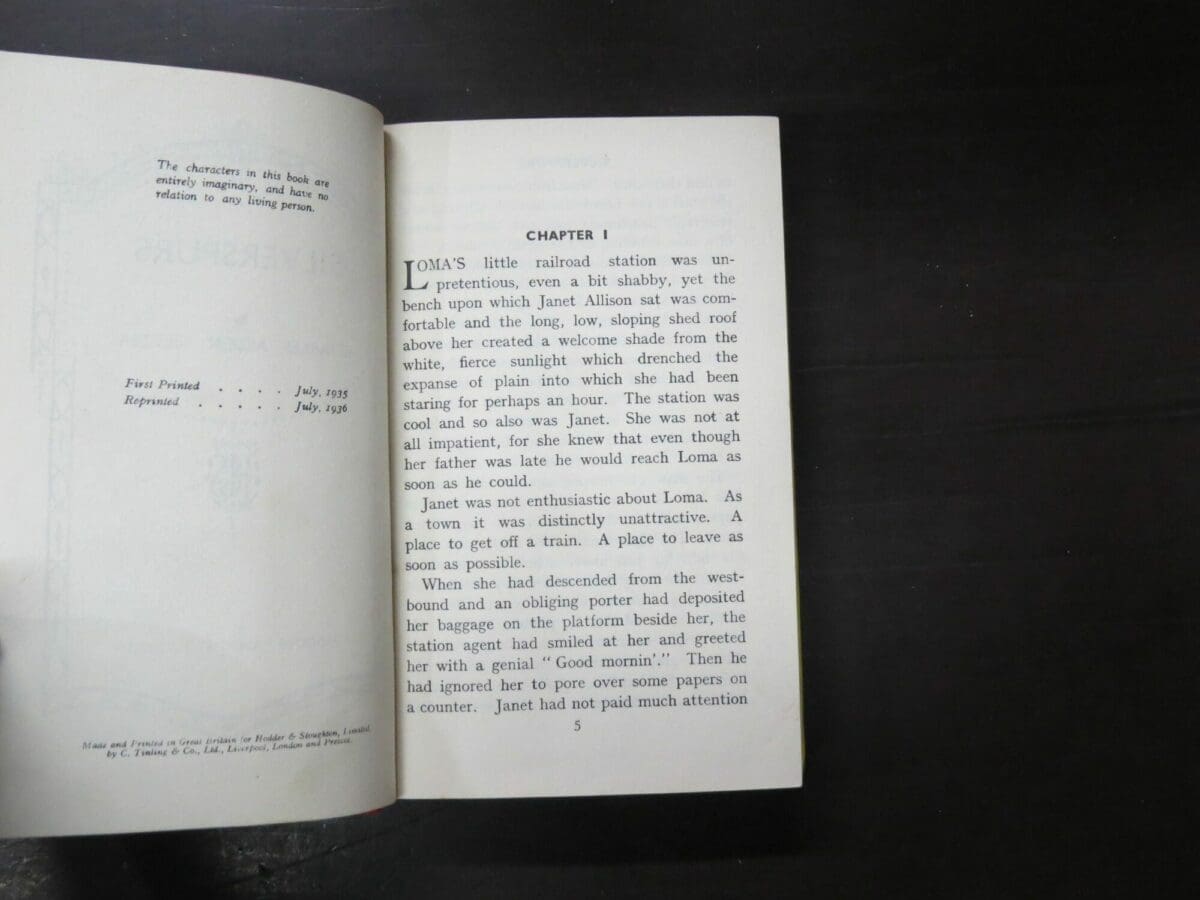 The characters in this book are
entirely imaginary, and have no
relation to any living person.
First Printed . . . . July, 1935
Reprinted . . . . . July, 1936
Made and Printed in Great Britain for Hodder & Stoughton, Limited,
by C. Tinling & Co., Ltd., Liverpool, London and Prescot.
CHAPTER I
LOMA'S little railroad station was un-
pretentious, even a bit shabby, yet the
bench upon which Janet Allison sat was com-
fortable and the long, low, sloping shed roof
above her created a welcome shade from the
white, fierce sunlight which drenched the
expanse of plain into which she had been
staring for perhaps an hour. The station was
cool and so also was Janet. She was not at
all impatient, for she knew that even though
her father was late he would reach Loma as
soon as he could.
Janet was not enthusiastic about Loma. As
a town it was distinctly unattractive. A
place to get off a train. A place to leave as
soon as possible.
When she had descended from the west-
bound and an obliging porter had deposited
her baggage on the platform beside her, the
station agent had smiled at her and greeted
her with a genial " Good mornin'." Then he
had ignored her to pore over some papers on
a counter. Janet had not paid much attention
5